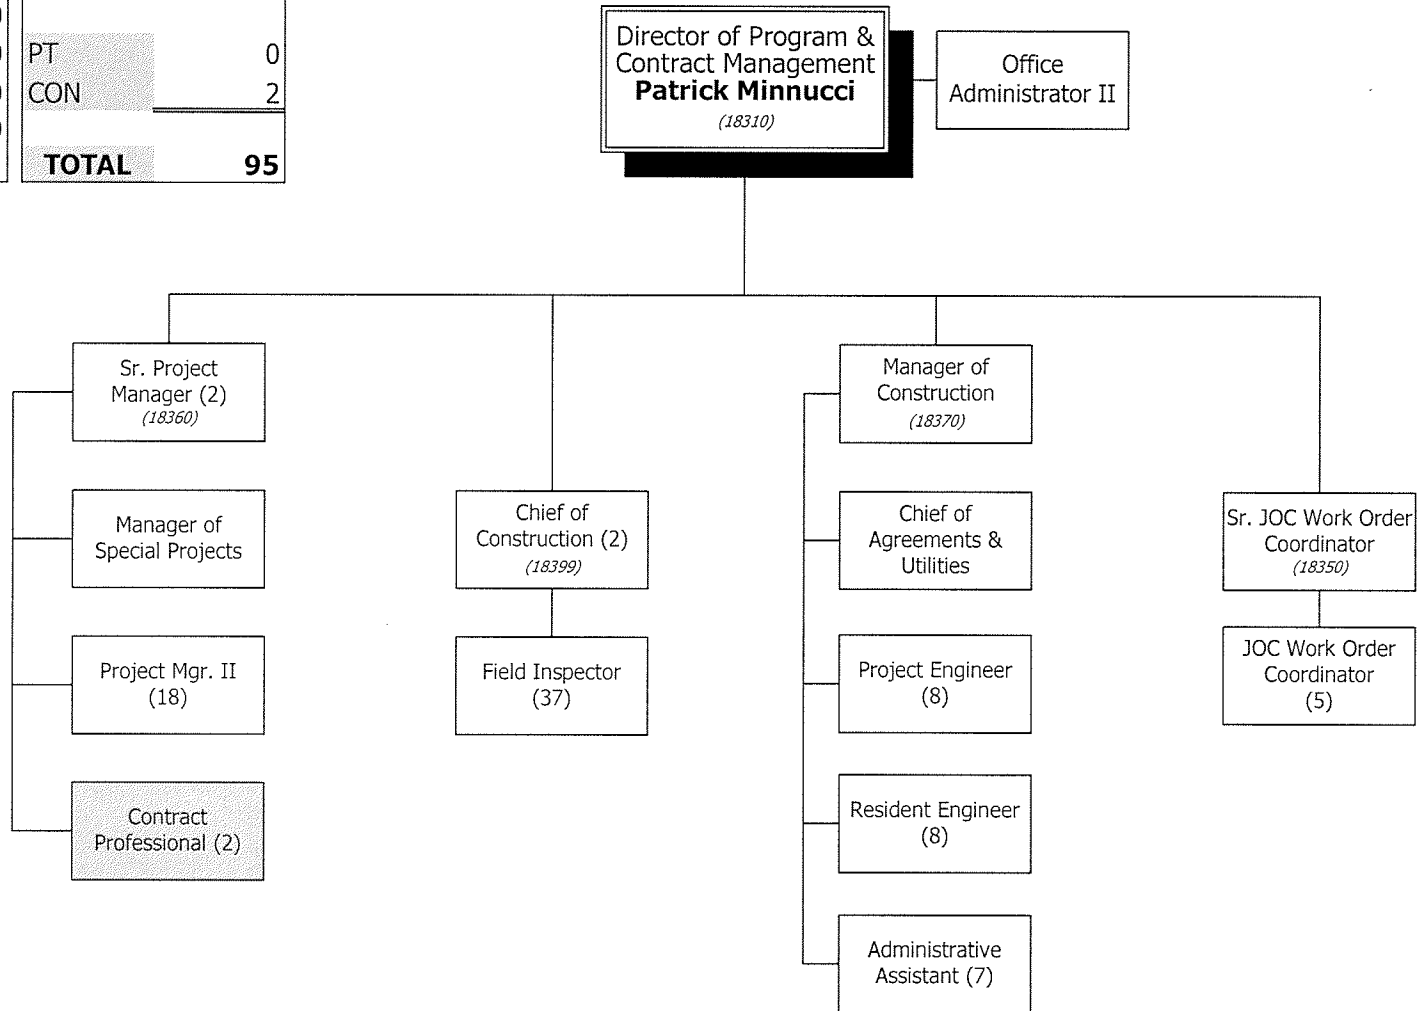 PT 0
CON 2
TOTAL 95
Director of Program &
Contract Management
Patrick Minnucci
(18310)
Office
Administrator II
Sr. Project
Manager (2)
(18360)
Manager of
Special Projects
Project Mgr. II
(18)
Contract
Professional (2)
Chief of
Construction (2)
(18399)
Field Inspector
(37)
Manager of
Construction
(18370)
Chief of
Agreements &
Utilities
Project Engineer
(8)
Resident Engineer
(8)
Administrative
Assistant (7)
Sr. JOC Work Order
Coordinator
(18350)
JOC Work Order
Coordinator
(5)